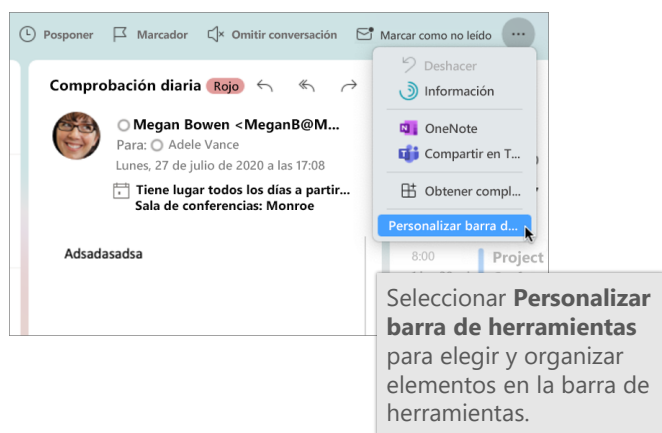 Posponer Marcador Omitir conversación Marcar como no leído ...
Comprobación diaria Rojo
Megan Bowen <MeganB@M...
Para: Adele Vance
Lunes, 27 de julio de 2020 a las 17:08
Tiene lugar todos los días a partir...
Sala de conferencias: Monroe
Adsadasadsa
Deshacer
Información
OneNote
Compartir en T...
Obtener compl...
Personalizar barra d...
8:00 Project
Seleccionar Personalizar
barra de herramientas
para elegir y organizar
elementos en la barra de
herramientas.